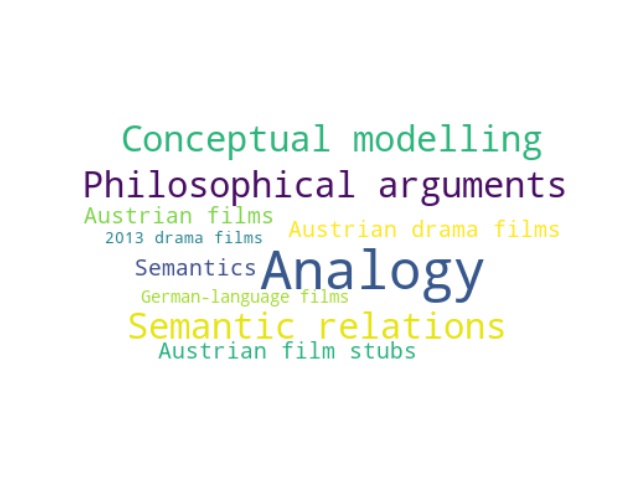 Conceptual modelling
Philosophical arguments
Austrian films
Austrian drama films
2013 drama films
Analogy
Semantics
German-language films
Semantic relations
Austrian film stubs